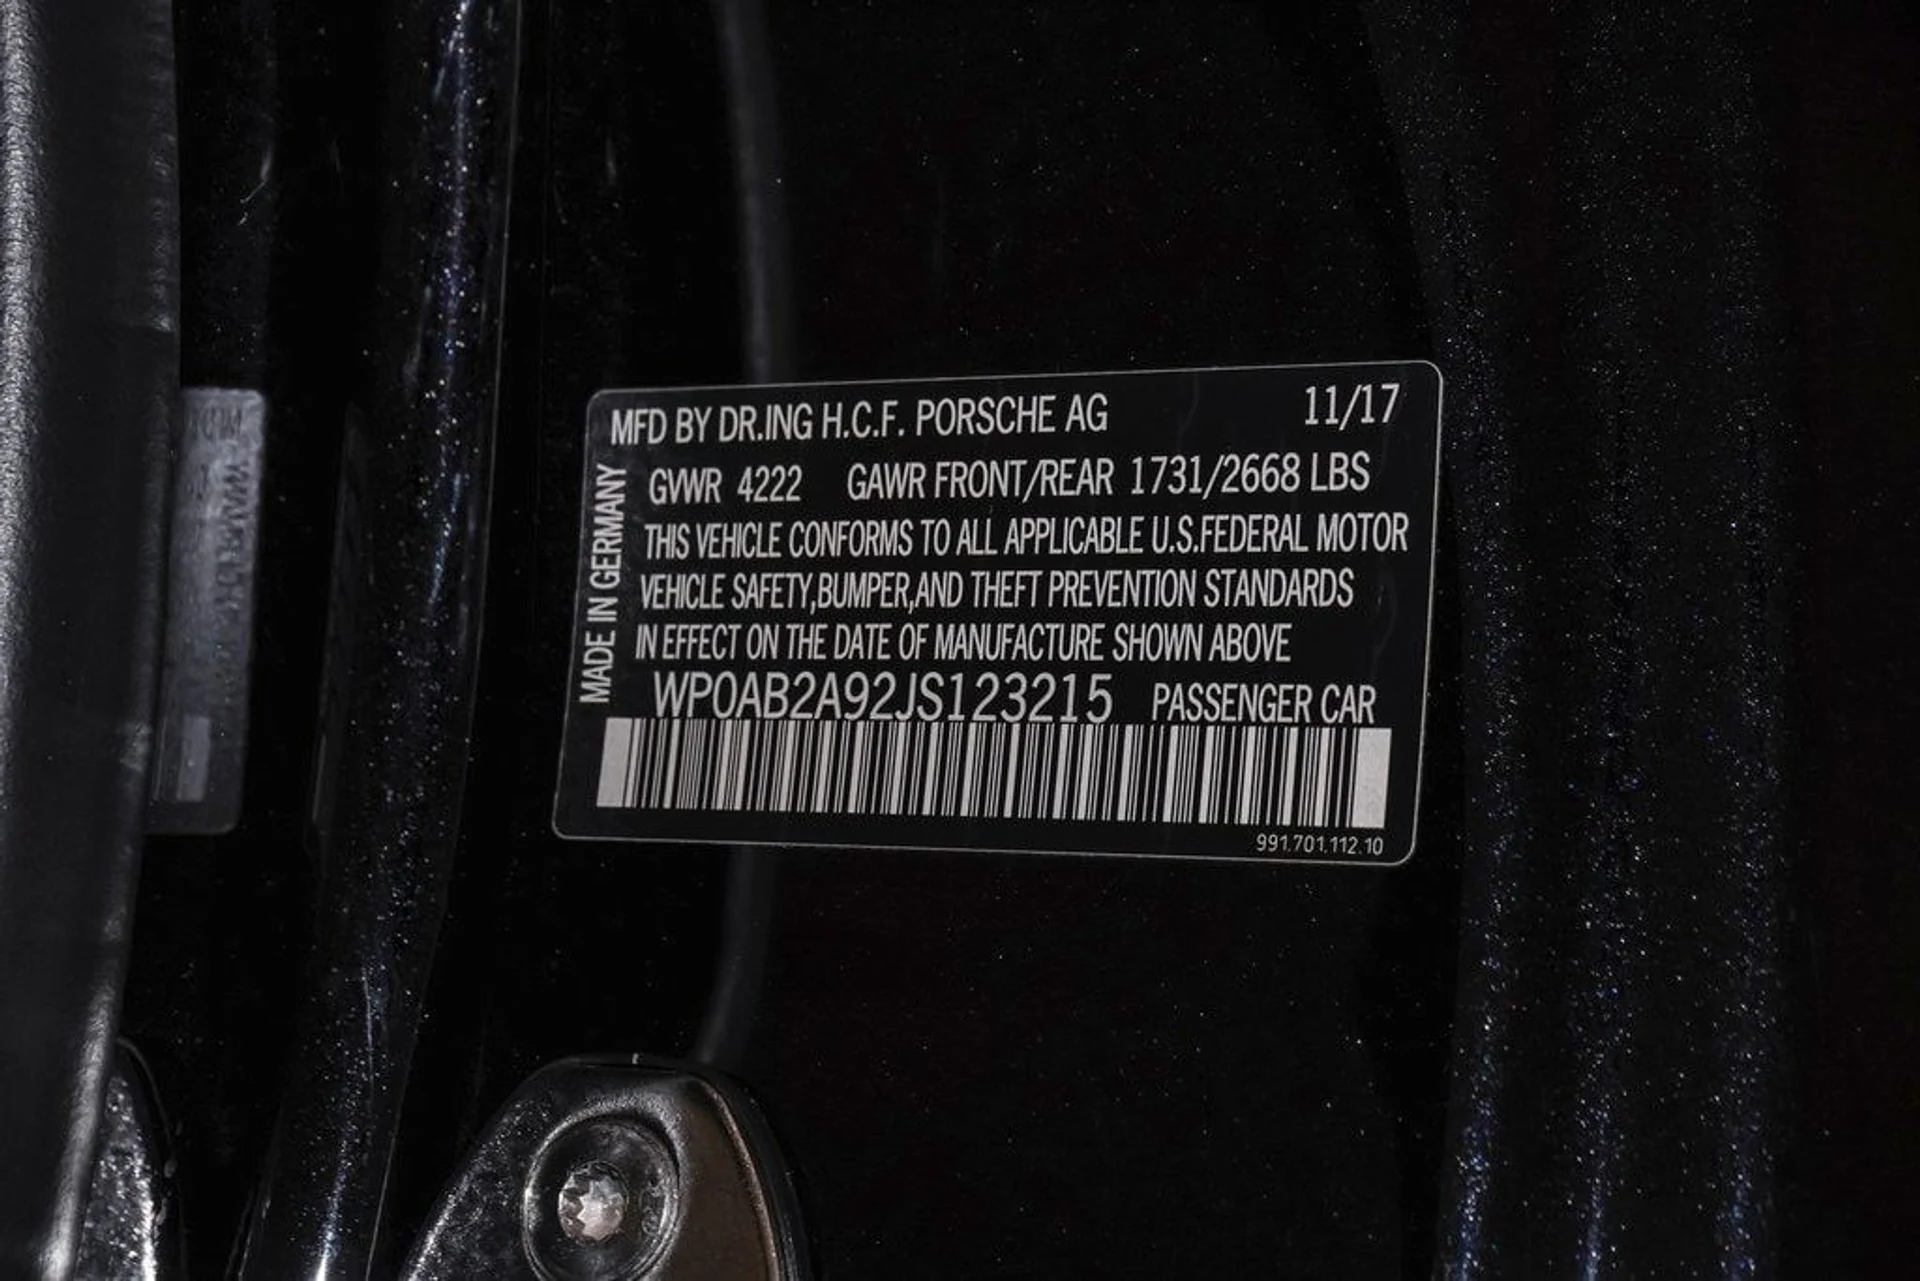 MFD BY DR.ING H.C.F. PORSCHE AG 11/17
GVWR 4222 GAWR FRONT/REAR 1731/2668 LBS
THIS VEHICLE CONFORMS TO ALL APPLICABLE U.S.FEDERAL MOTOR
VEHICLE SAFETY,BUMPER,AND THEFT PREVENTION STANDARDS
IN EFFECT ON THE DATE OF MANUFACTURE SHOWN ABOVE
WP0AB2A92JS123215 PASSENGER CAR
MADE IN GERMANY
991.701.112.10